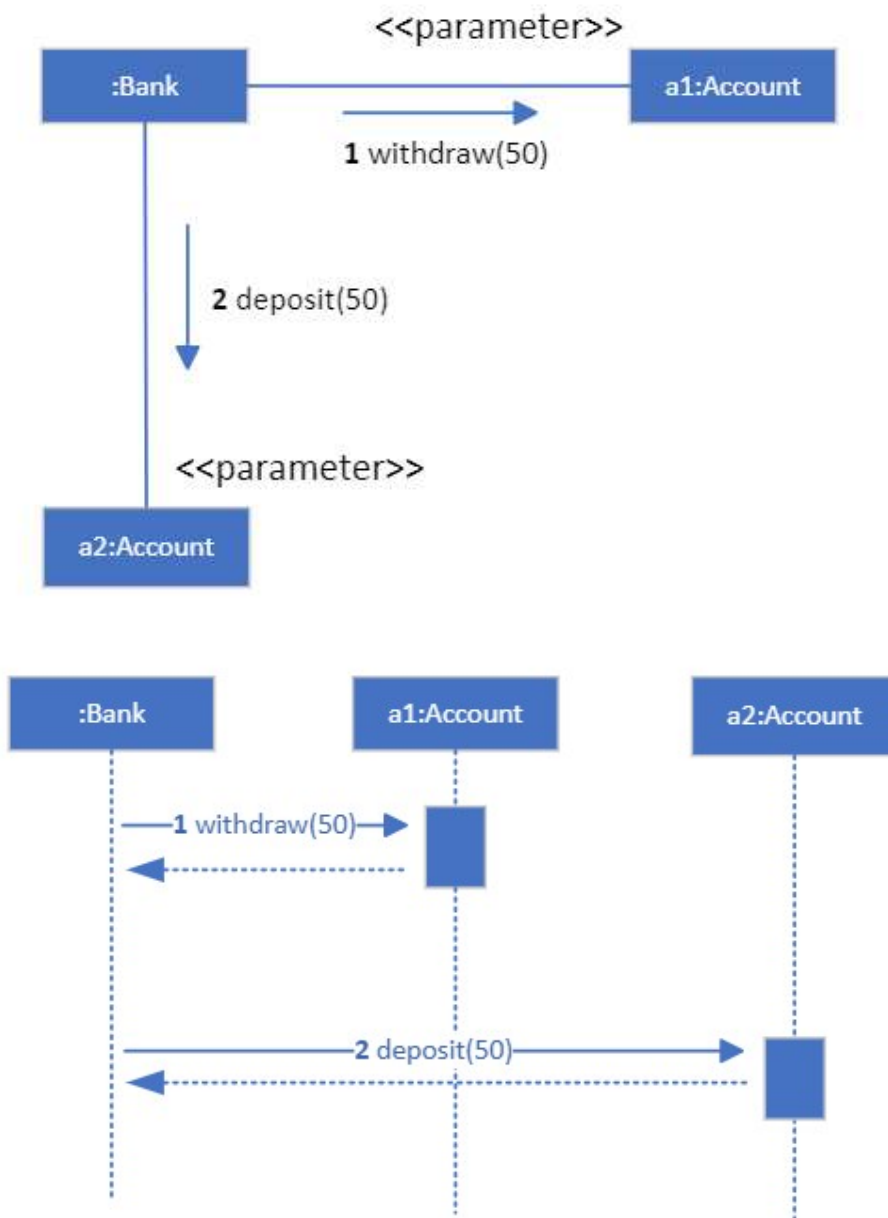 <<parameter>>
:Bank
a1:Account
1 withdraw(50)
2 deposit(50)
<<parameter>>
a2:Account
:Bank
a1:Account
a2:Account
1 withdraw(50)
2 deposit(50)